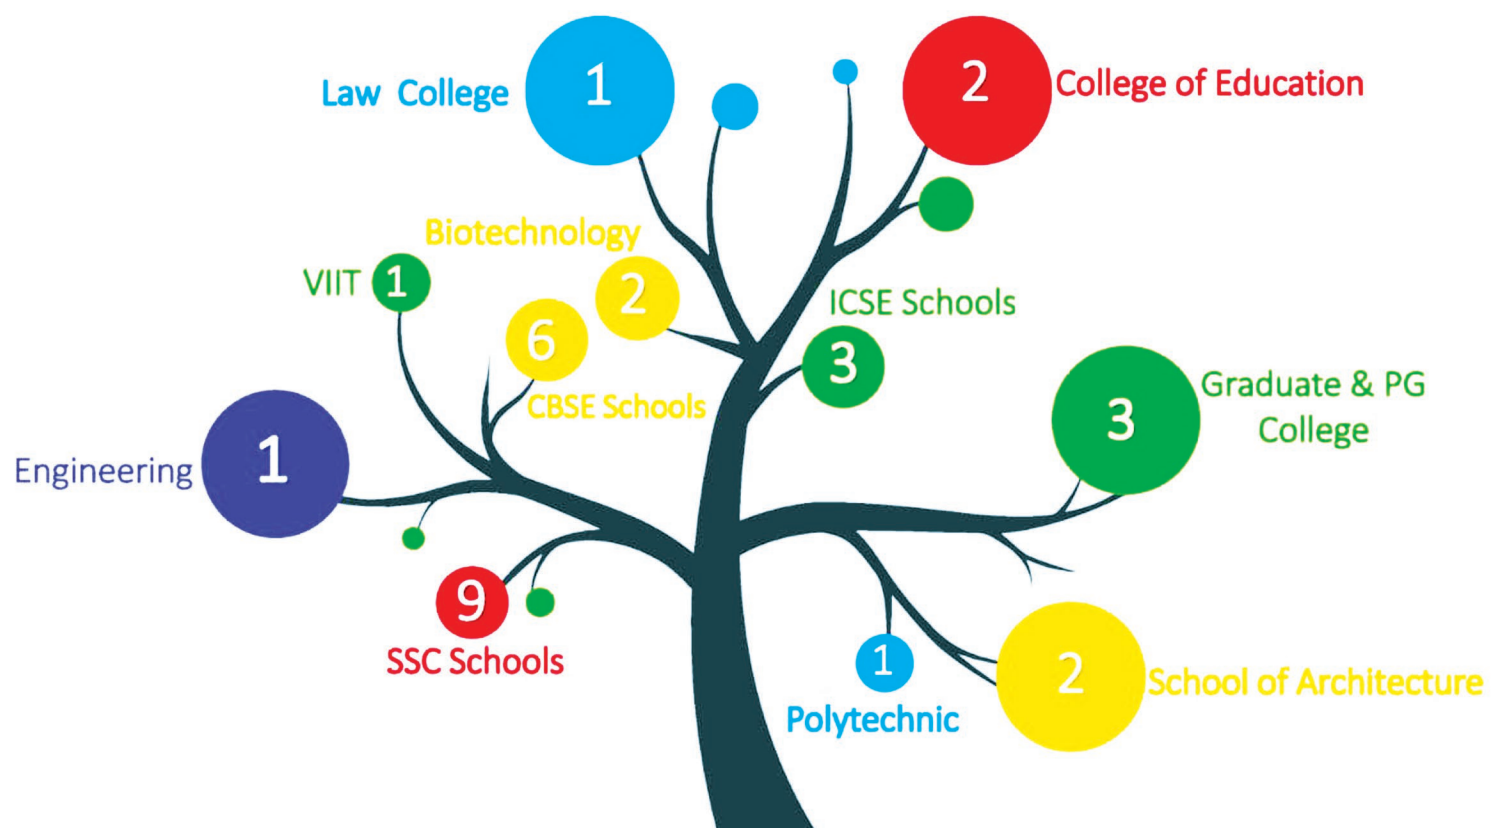 Law College
1
2
College of Education
Biotechnology
2
VIIT
1
6
CBSE Schools
ICSE Schools
3
Graduate & PG
College
3
Engineering
1
9
SSC Schools
1
Polytechnic
2
School of Architecture